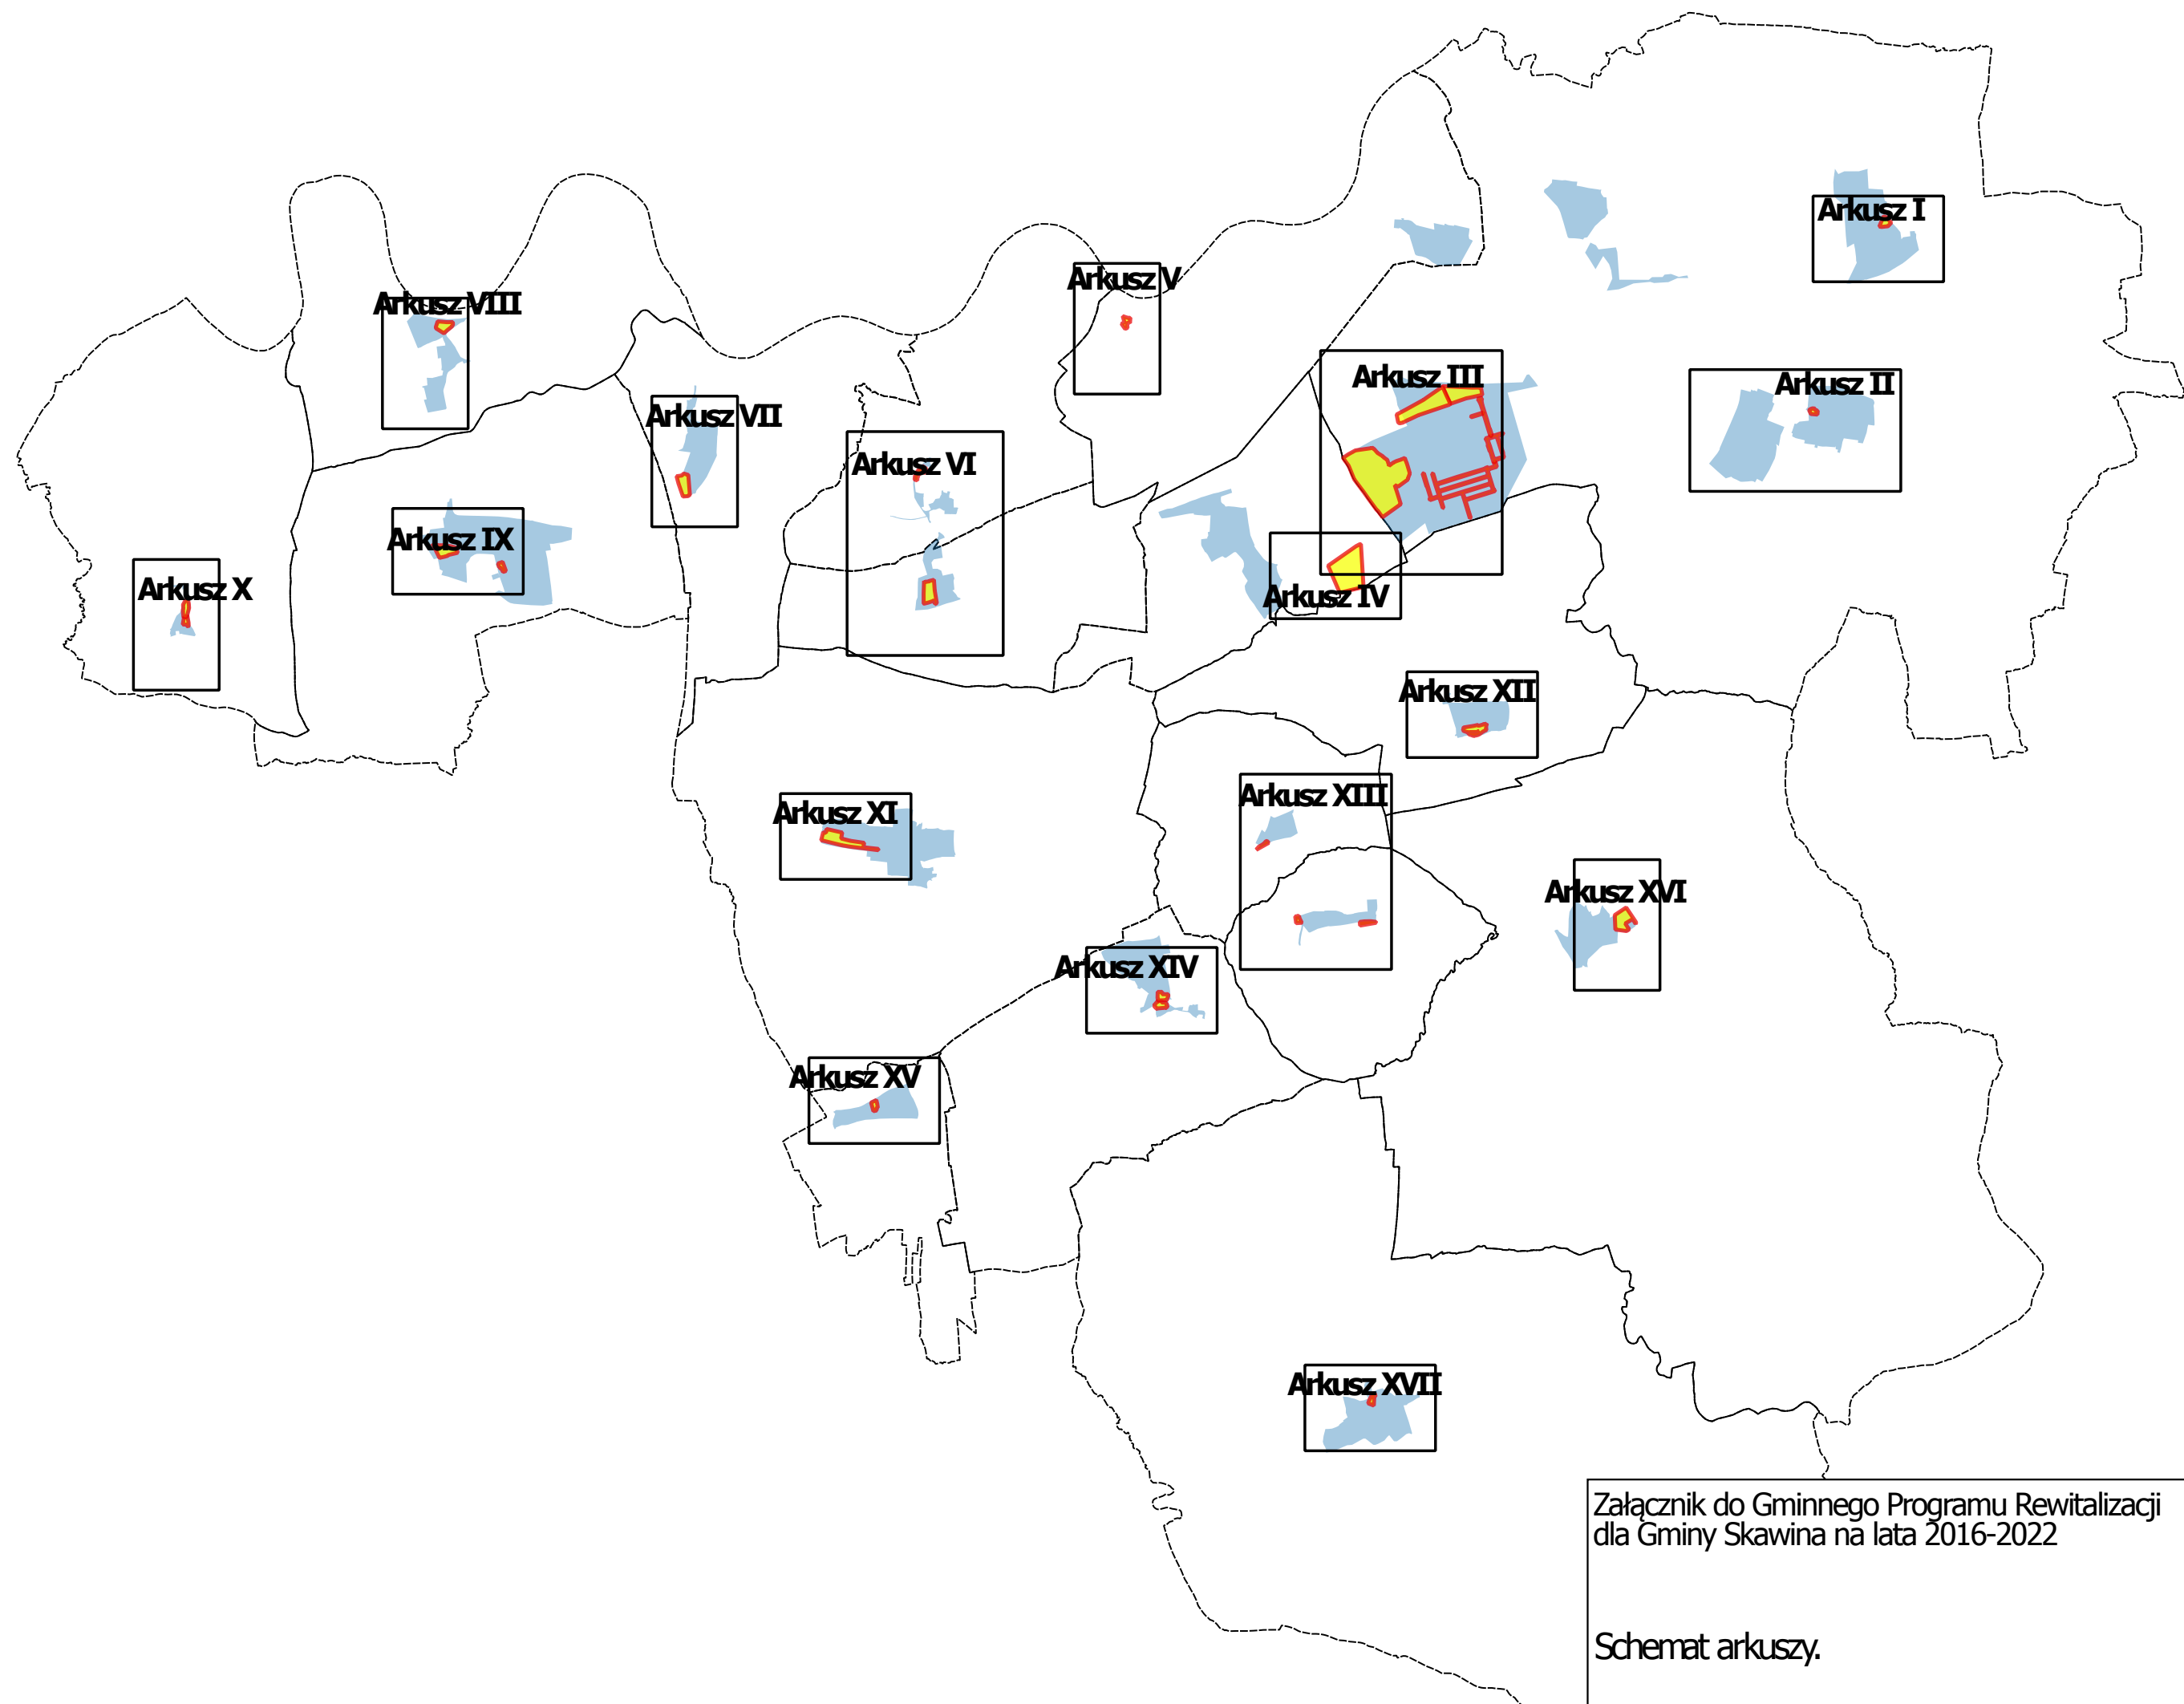 Arkusz I
Arkusz V
Arkusz VIII
Arkusz III
Arkusz II
Arkusz VII
Arkusz VI
Arkusz IX
Arkusz X
Arkusz IV
Arkusz XII
Arkusz XIII
Arkusz XI
Arkusz XVI
Arkusz XIV
Arkusz XV
Arkusz XVII
Załącznik do Gminnego Programu Rewitalizacji
dla Gminy Skawina na lata 2016-2022
Schemat arkuszy.